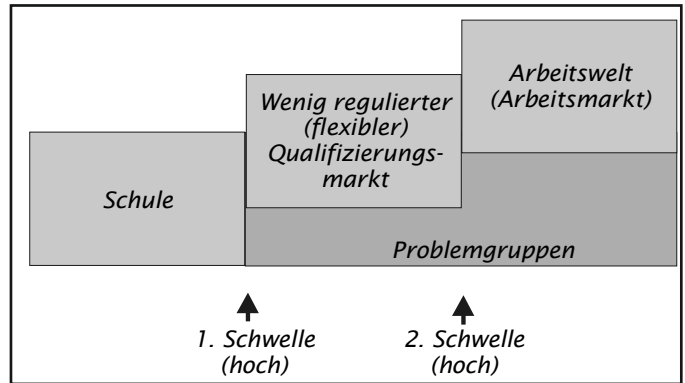 Schule
Wenig regulierter
(flexibler)
Qualifizierungs-
markt
Arbeitswelt
(Arbeitsmarkt)
Problemgruppen
1. Schwelle
(hoch)
2. Schwelle
(hoch)